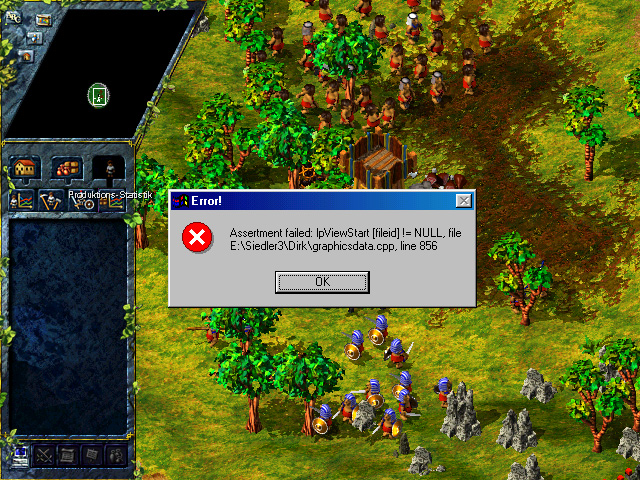 Produktions-Statistik
Error!
Assertment failed: lpViewStart [fileid] != NULL, file
E:\Siedler3\Dirk\graphicsdata.cpp, line 856
OK